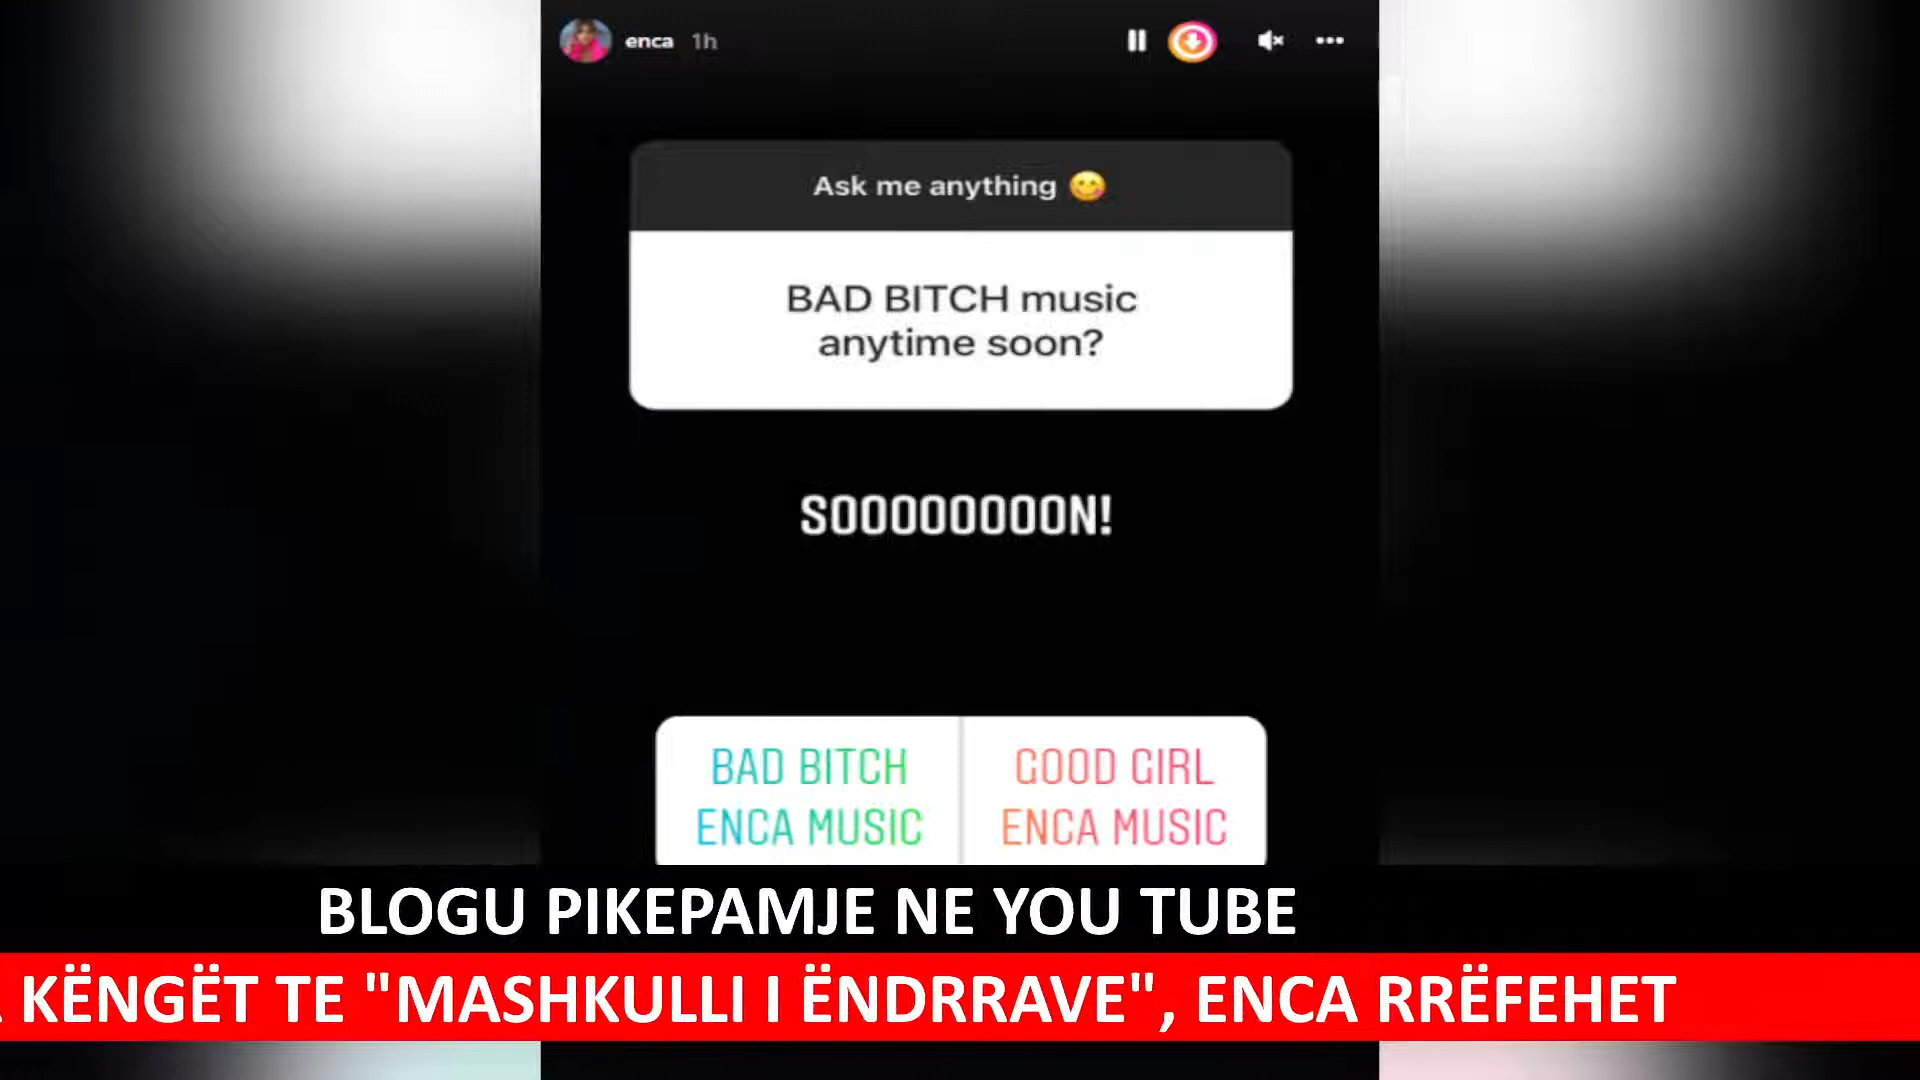 enca 1h
Ask me anything 😋
BAD BITCH music
anytime soon?
SOOOOOOOOON!
BAD BITCH
ENCA MUSIC
GOOD GIRL
ENCA MUSIC
BLOGU PIKEPAMJE NE YOU TUBE
KËNGËT TE "MASHKULLI I ËNDRRAVE", ENCA RRËFEHET